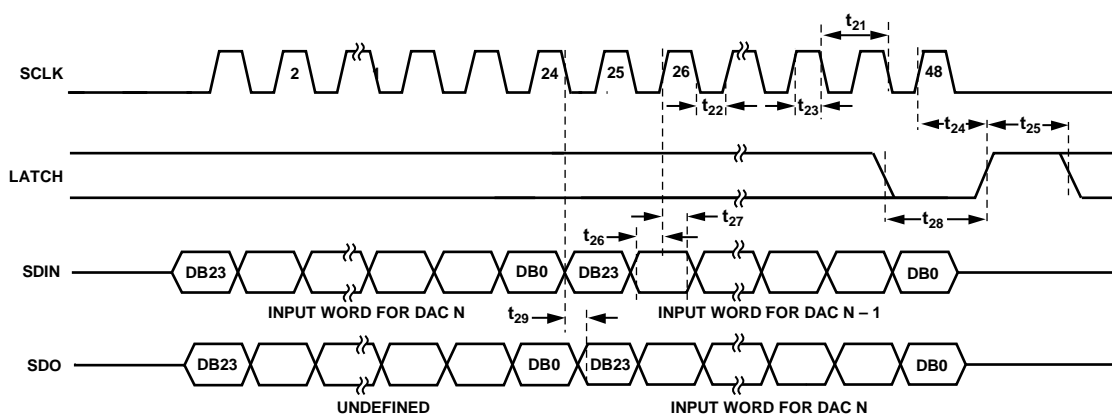 t21
SCLK
2
24
25
26
48
t22
t23
t24
t25
LATCH
t28
t27
t26
SDIN
DB23
DB0
DB23
DB0
INPUT WORD FOR DAC N
INPUT WORD FOR DAC N – 1
t29
SDO
DB23
DB0
DB23
DB0
UNDEFINED
INPUT WORD FOR DAC N